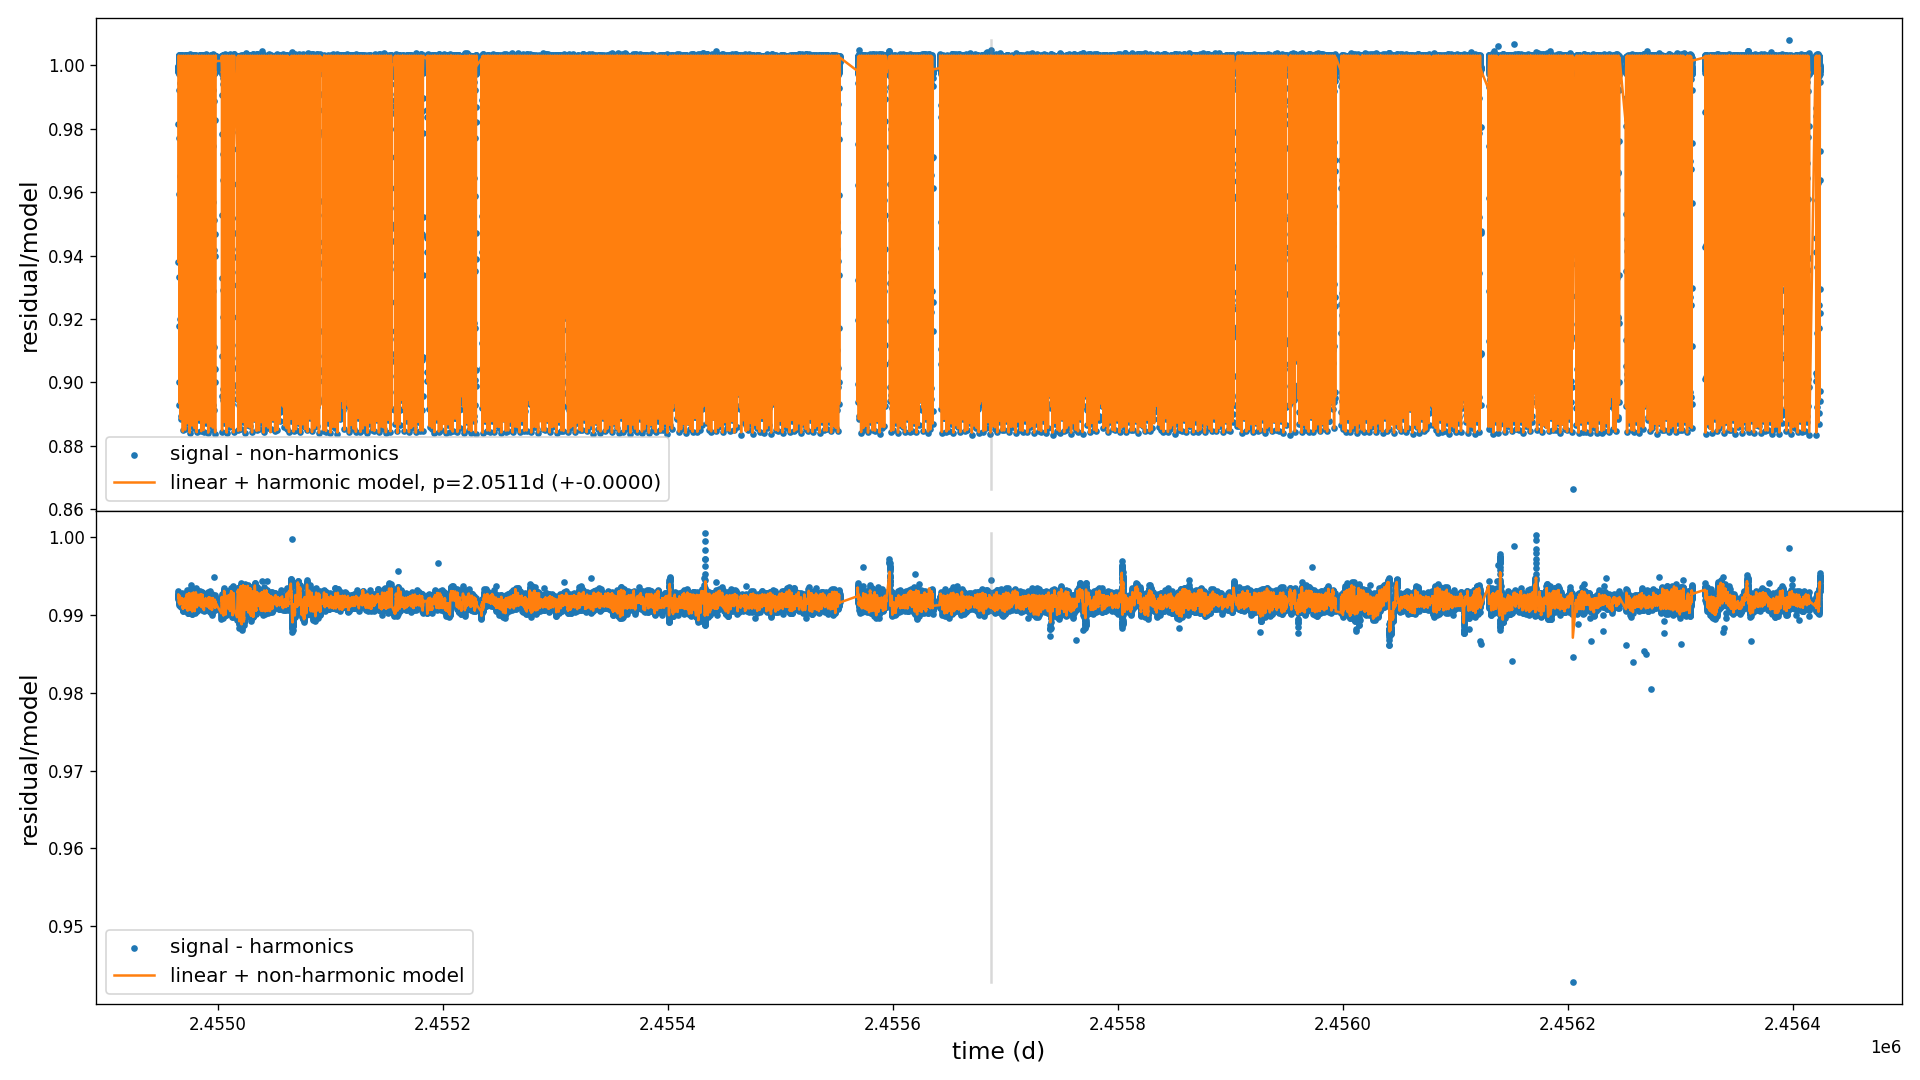 1.00
0.98
0.96
0.94
0.92
0.90
0.88
0.86
residual/model
signal - non-harmonics
linear + harmonic model, p=2.0511d (+-0.0000)
1.00
0.99
0.98
0.97
0.96
0.95
residual/model
signal - harmonics
linear + non-harmonic model
2.4550 2.4552 2.4554 2.4556 2.4558 2.4560 2.4562 2.4564
1e6
time (d)